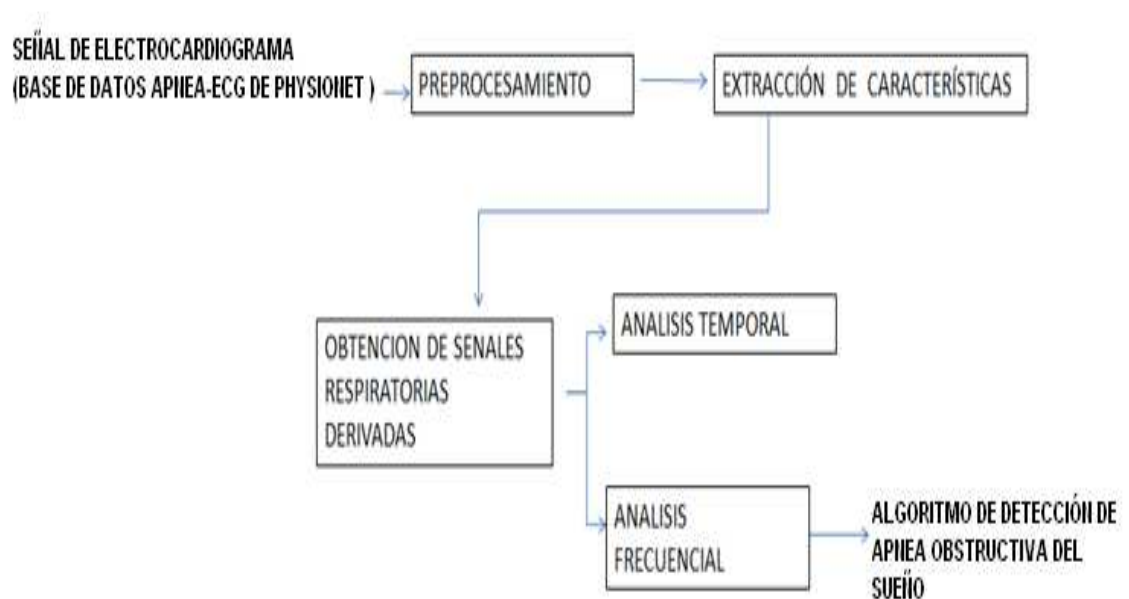 SEÑAL DE ELECTROCARDIOGRAMA
(BASE DE DATOS APNEA-ECG DE PHYSIONET )
PREPROCESAMIENTO
EXTRACCIÓN DE CARACTERÍSTICAS
OBTENCION DE SENALES
RESPIRATORIAS
DERIVADAS
ANALISIS TEMPORAL
ANALISIS
FRECUENCIAL
ALGORITMO DE DETECCIÓN DE
APNEA OBSTRUCTIVA DEL
SUEÑO